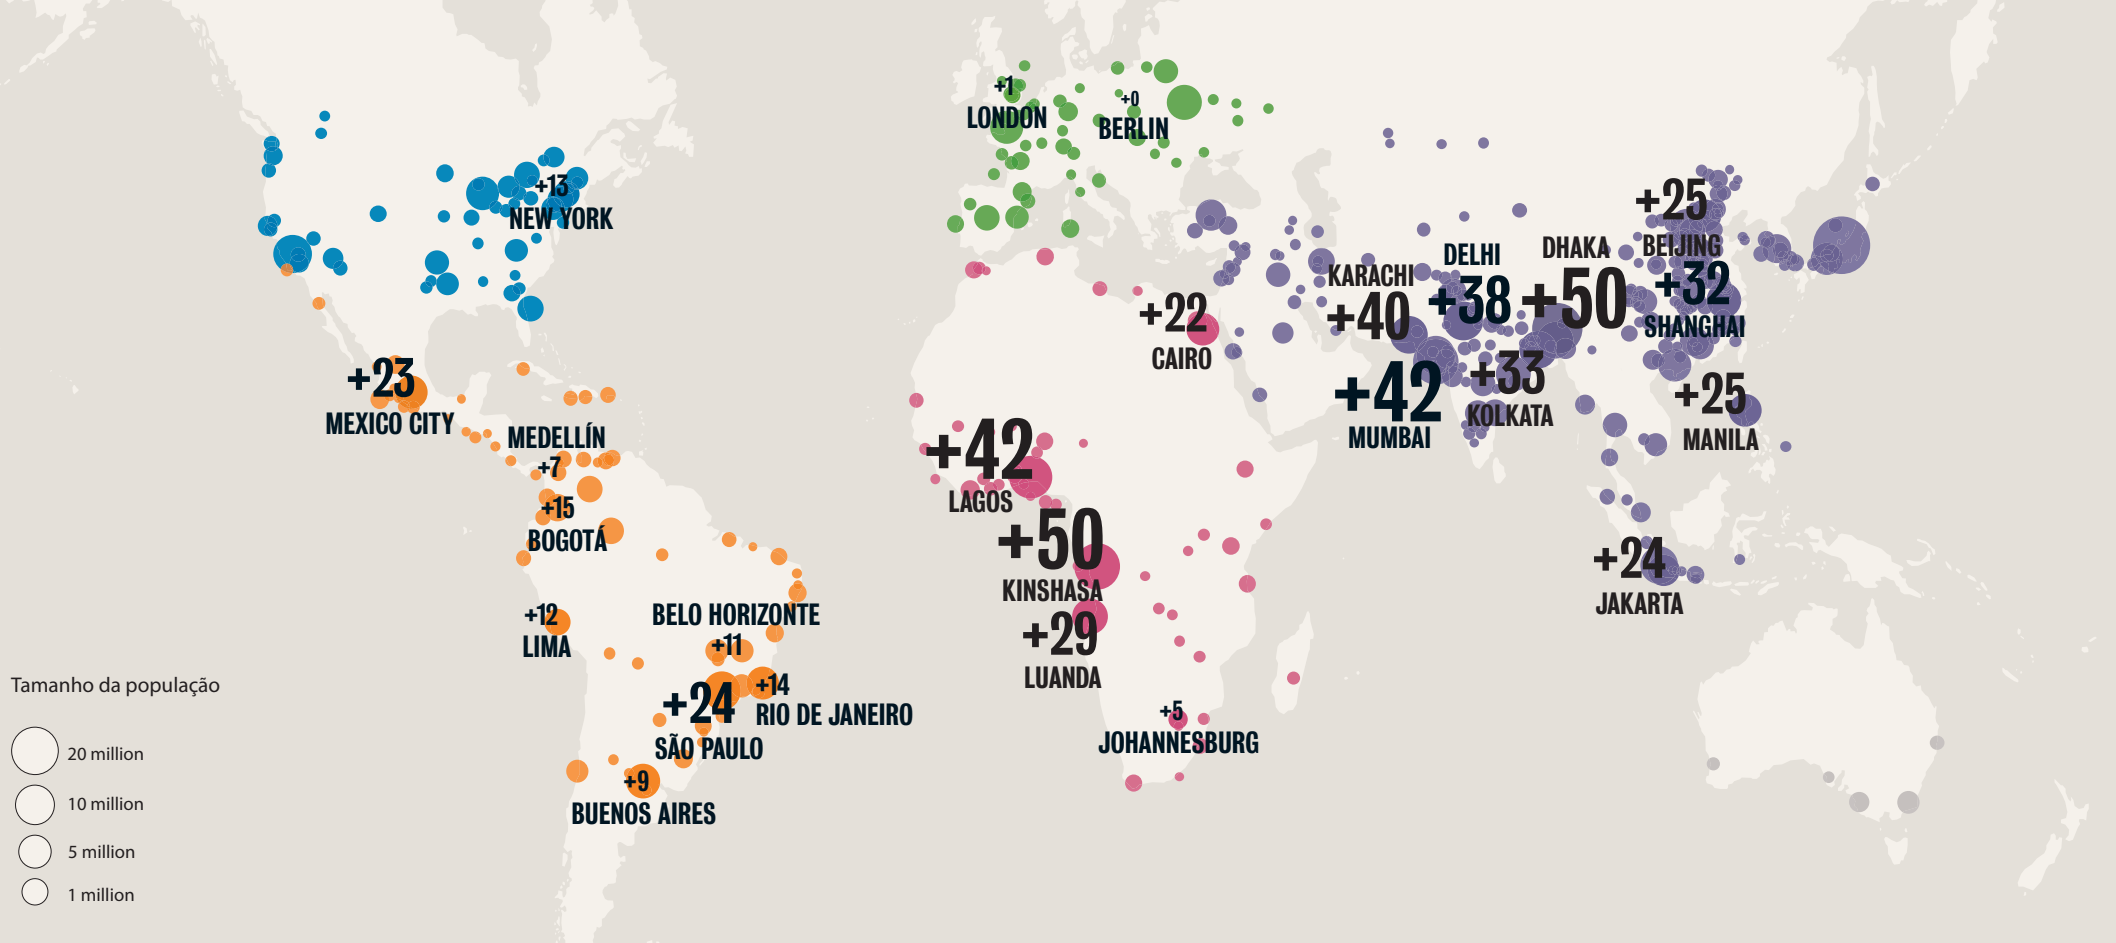 +1
LONDON
+0
BERLIN
+13
NEW YORK
+25
BEIJING
DHAKA
+50
DELHI
+38
KARACHI
+40
+32
SHANGHAI
+22
CAIRO
+42
MUMBAI
+33
KOLKATA
+25
MANILA
+23
MEXICO CITY
MEDELLÍN
+7
+15
BOGOTÁ
+42
LAGOS
+50
KINSHASA
+29
LUANDA
+24
JAKARTA
+12
LIMA
BELO HORIZONTE
+11
+14
RIO DE JANEIRO
+24
SÃO PAULO
+5
JOHANNESBURG
+9
BUENOS AIRES
Tamanho da população
20 million
10 million
5 million
1 million